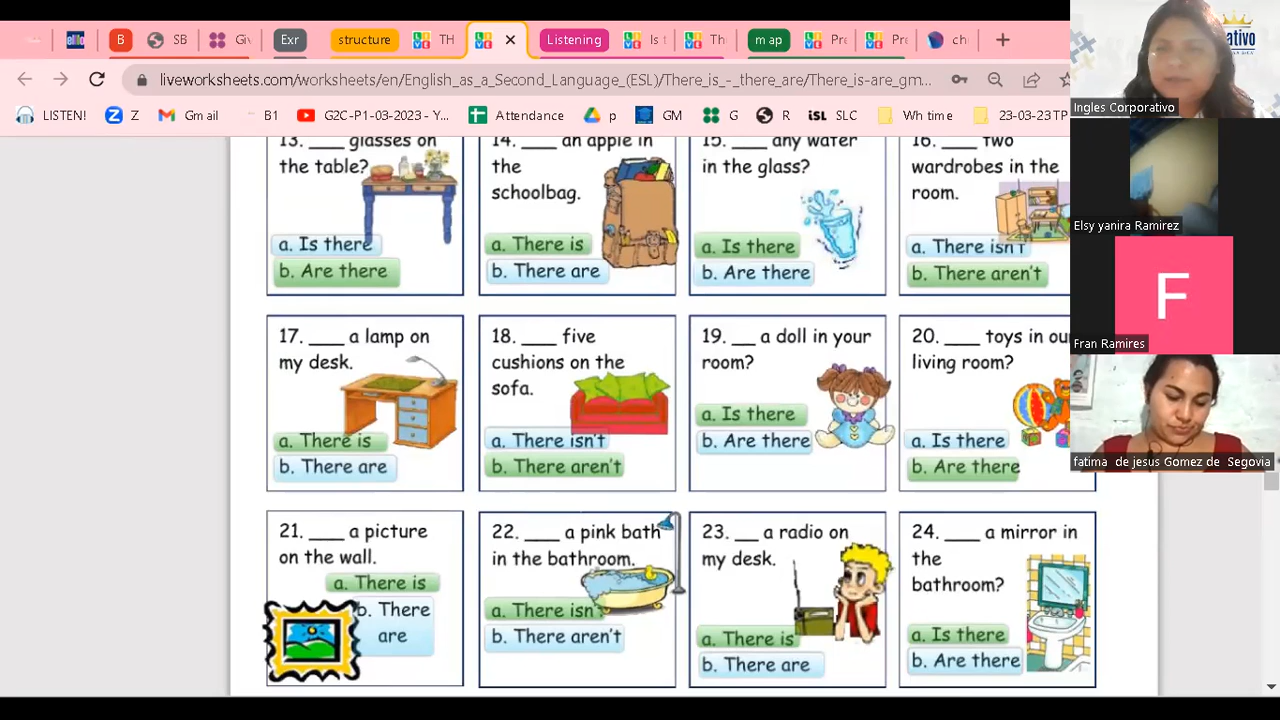 B
SB
Giv
Exr
structure
TH
Listening
Is t
Th
map
Pre
Pre
ch
liveworksheets.com/worksheets/en/English_as_a_Second_Language_(ESL)/There_is_-_there_are/There_is-are_gm...
LISTEN!
Z
Gmail
B1
G2C-P1-03-2023-Y...
Attendance
p
GM
G
R
iSL SLC
Wh time
23-03-23TP
13. ____ glasses on
the table?
a. Is there
b. Are there
14. ____ an apple in
the
schoolbag.
a. There is
b. There are
15. ____ any water
in the glass?
a. Is there
b. Are there
16. ____ two
wardrobes in the
room.
a. There isn't
b. There aren't
17. ____ a lamp on
my desk.
a. There is
b. There are
18. ____ five
cushions on the
sofa.
a. There isn't
b. There aren't
19. __ a doll in your
room?
a. Is there
b. Are there
20. ____ toys in our
living room?
a. Is there
b. Are there
21. ____ a picture
on the wall.
a. There is
b. There
are
22. ____ a pink bath
in the bathroom.
a. There isn't
b. There aren't
23. __ a radio on
my desk.
a. There is
b. There are
24. ____ a mirror in
the
bathroom?
a. Is there
b. Are there
Ingles Corporativo
Elsy yanira Ramirez
F
Fran Ramires
fatima de jesus Gomez de Segovia